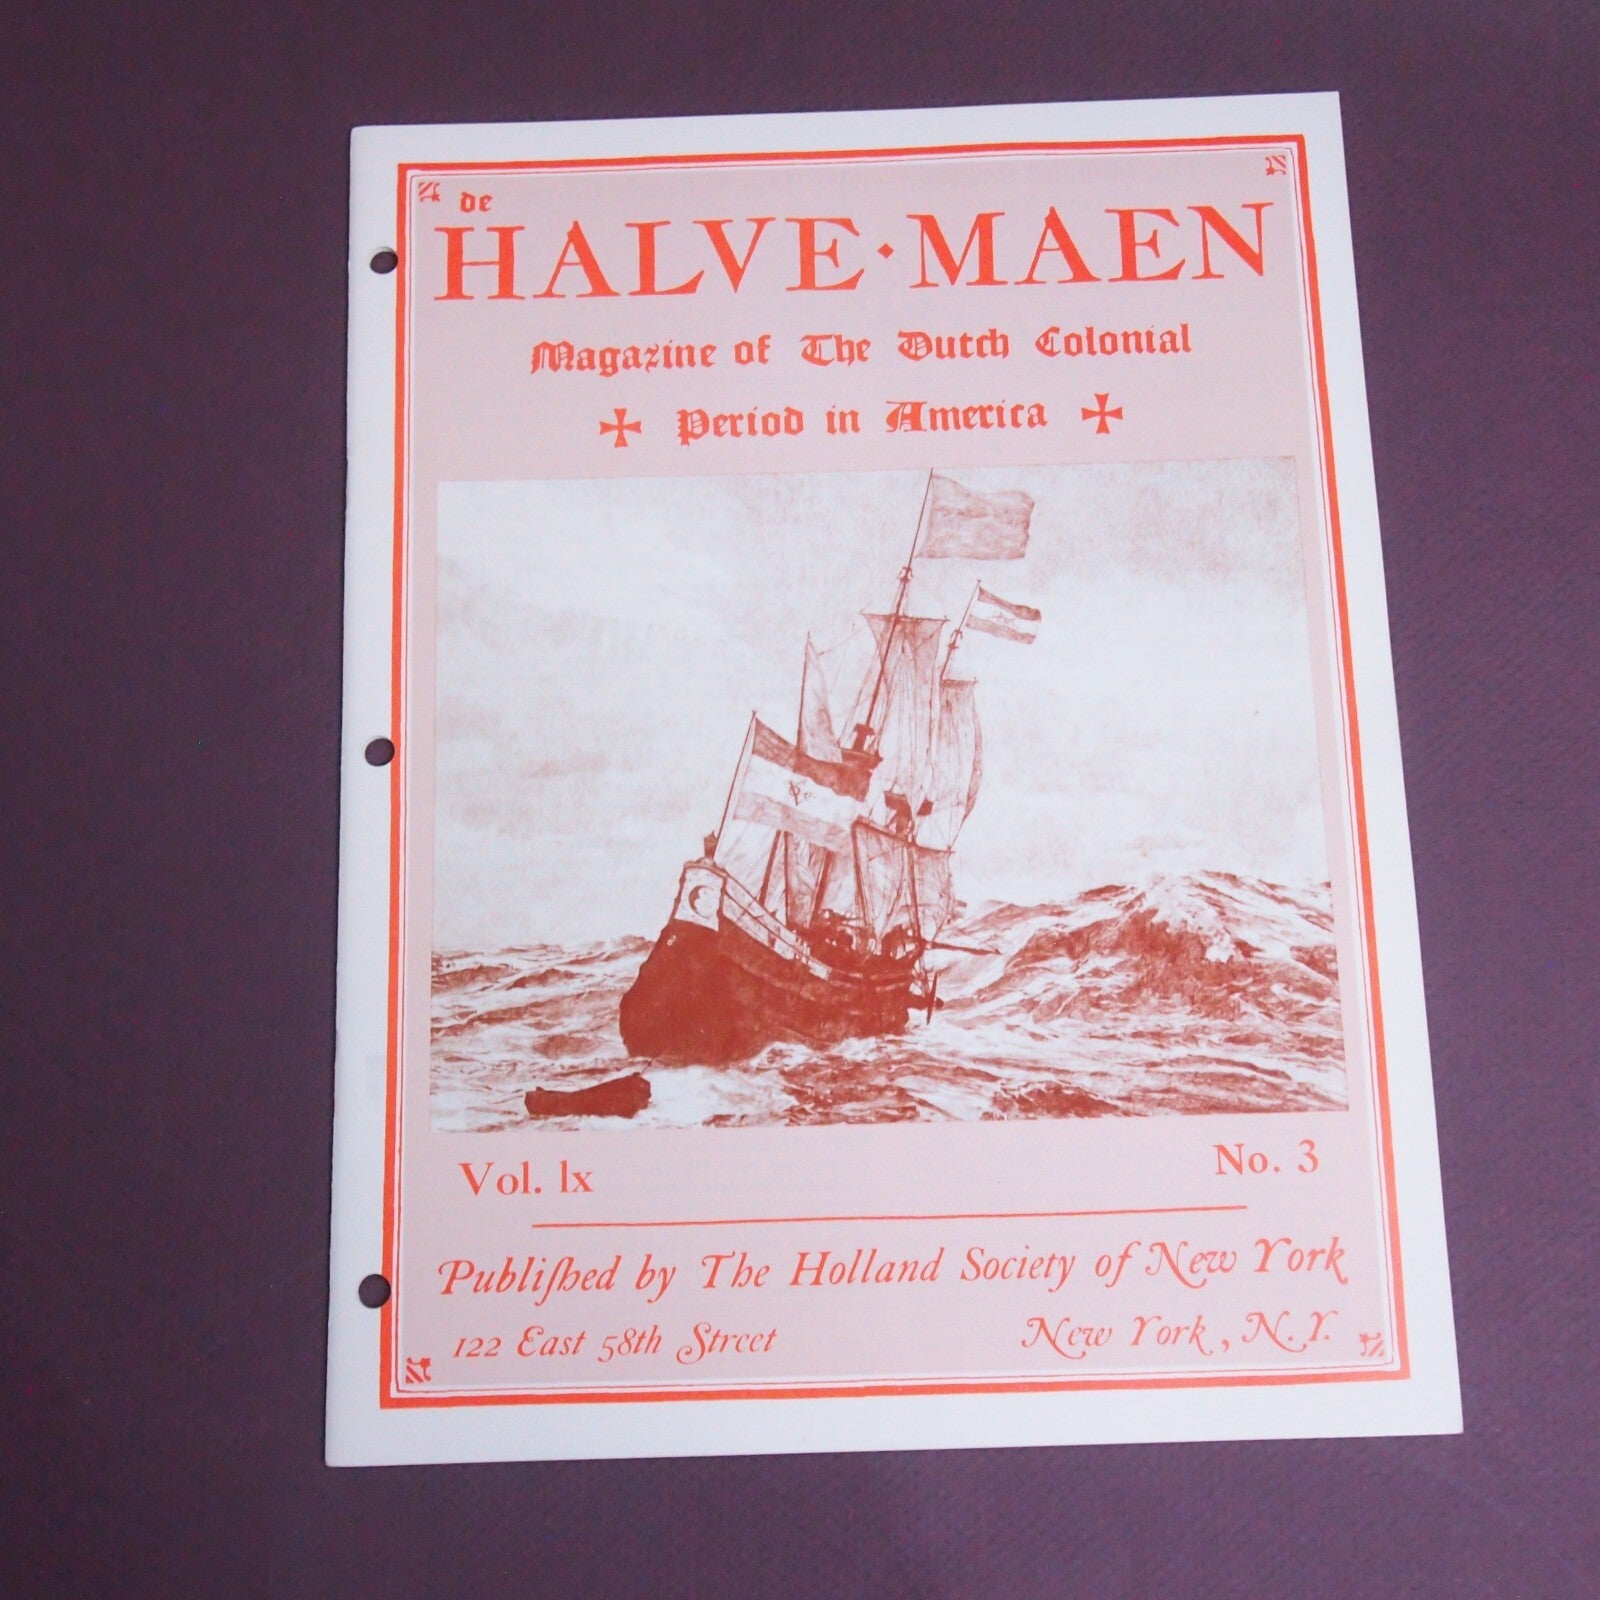 de
HALVE·MAEN
Magazine of The Dutch Colonial
Period in America
Vol. lx
No. 3
Publiſhed by The Holland Society of New York
122 East 58th Street
New York, N.Y.